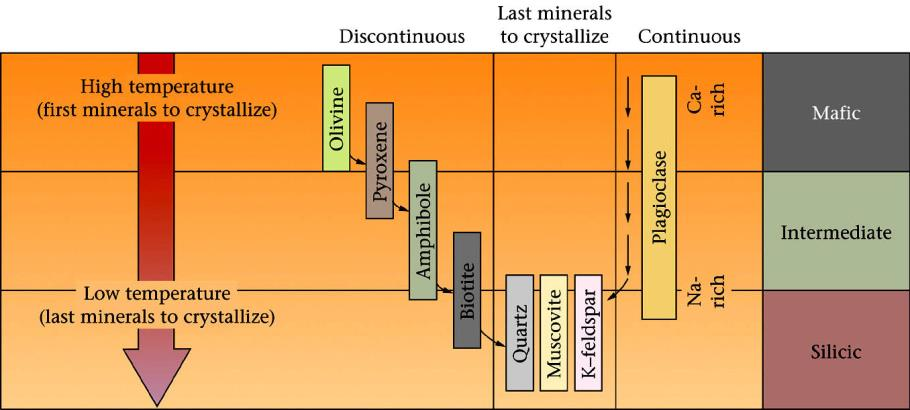 Discontinuous
Last minerals
to crystallize
Continuous
High temperature
(first minerals to crystallize)
Olivine
Pyroxene
Amphibole
Biotite
Quartz
Muscovite
K–feldspar
Plagioclase
Ca-
rich
Na-
rich
Mafic
Intermediate
Low temperature
(last minerals to crystallize)
Silicic